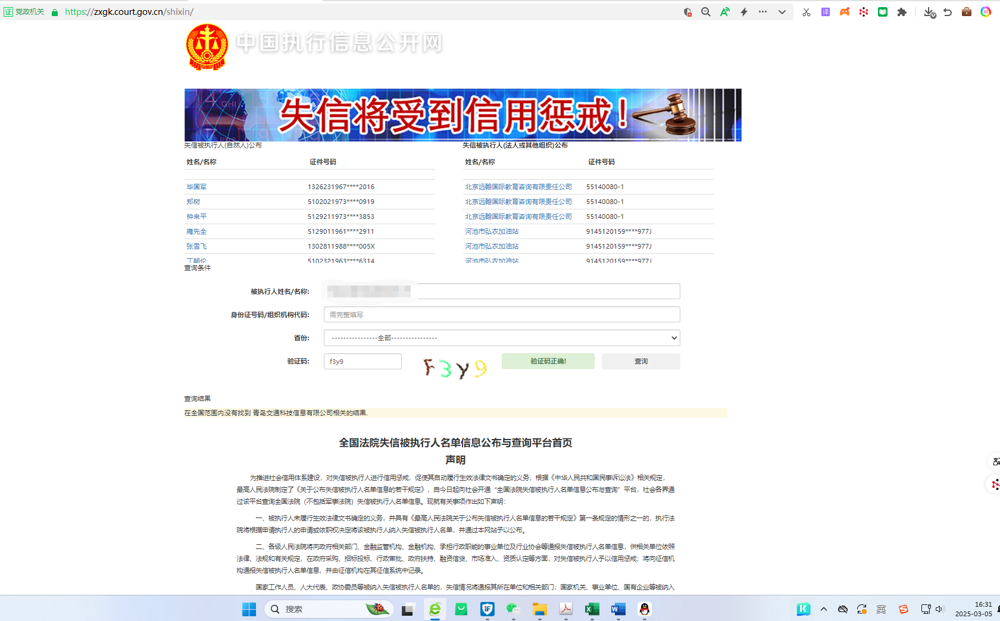 证 党政机关 https://zxgk.court.gov.cn/shixin/
中国执行信息公开网
失信将受到信用惩戒!
失信被执行人(自然人)公布
姓名/名称 证件号码
毕国军 1326231967****2016
郑树 5102021973****0919
钟来平 5129211973****3853
雍先全 5129011961****2911
张雪飞 1302811988****005X
丁朝伦 5102321963****6314
失信被执行人(法人或其他组织)公布
姓名/名称 证件号码
北京远翰国际教育咨询有限责任公司 55140080-1
北京远翰国际教育咨询有限责任公司 55140080-1
北京远翰国际教育咨询有限责任公司 55140080-1
河池市弘农加油站 9145120159****977J
河池市弘农加油站 9145120159****977J
河池市弘农加油站 9145120159****977J
查询条件
被执行人姓名/名称:
身份证号码/组织机构代码: 需完整填写
省份: ----------------全部----------------
验证码: f3y9 F3Y9 验证码正确! 查询
查询结果
在全国范围内没有找到 青岛交通科技信息有限公司相关的结果.
全国法院失信被执行人名单信息公布与查询平台首页
声明
为推进社会信用体系建设，对失信被执行人进行信用惩戒，促使其自动履行生效法律文书确定的义务，根据《中华人民共和国民事诉讼法》相关规定，
最高人民法院制定了《关于公布失信被执行人名单信息的若干规定》，自今日起向社会开通“全国法院失信被执行人名单信息公布与查询”平台，社会各界通
过该平台查询全国法院（不包括军事法院）失信被执行人名单信息。现就有关事项作出如下声明：
一、被执行人未履行生效法律文书确定的义务，并具有《最高人民法院关于公布失信被执行人名单信息的若干规定》第一条规定的情形之一的，执行法
院将根据申请执行人的申请或依职权决定将该被执行人纳入失信被执行人名单，并通过本网站予以公布。
二、各级人民法院将向政府相关部门、金融监管机构、金融机构、承担行政职能的事业单位及行业协会等通报失信被执行人名单信息，供相关单位依照
法律、法规和有关规定，在政府采购、招标投标、行政审批、政府扶持、融资信贷、市场准入、资质认定等方面，对失信被执行人予以信用惩戒；将向征信机
构通报失信被执行人名单信息，并由征信机构在其征信系统中记录。
国家工作人员、人大代表、政协委员等被纳入失信被执行人名单的，失信情况将通报其所在单位和相关部门；国家机关、事业单位、国有企业等被纳入
搜索
英
16:31
2025-03-05